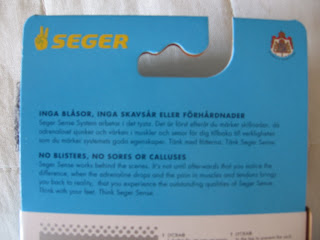 SEGER
INGA BLÅSOR, INGA SKAVSÅR ELLER FÖRHÅRDNADER
Seger Sense System arbetar i det tysta. Det är först efteråt du märker skillnaden, då
adrenalinet sjunker och värken i muskler och senor för dig tillbaka till verkligheten
som du märker systemets goda egenskaper. Tänk med fötterna. Tänk Seger Sense.
NO BLISTERS, NO SORES OR CALLUSES
Seger Sense works behind the scenes. It's not until afterwards that you notice the
difference, when the adrenaline drops and the pain in muscles and tendons brings
you back to reality, that you experience the outstanding qualities of Seger Sense.
Think with your feet. Think Seger Sense.